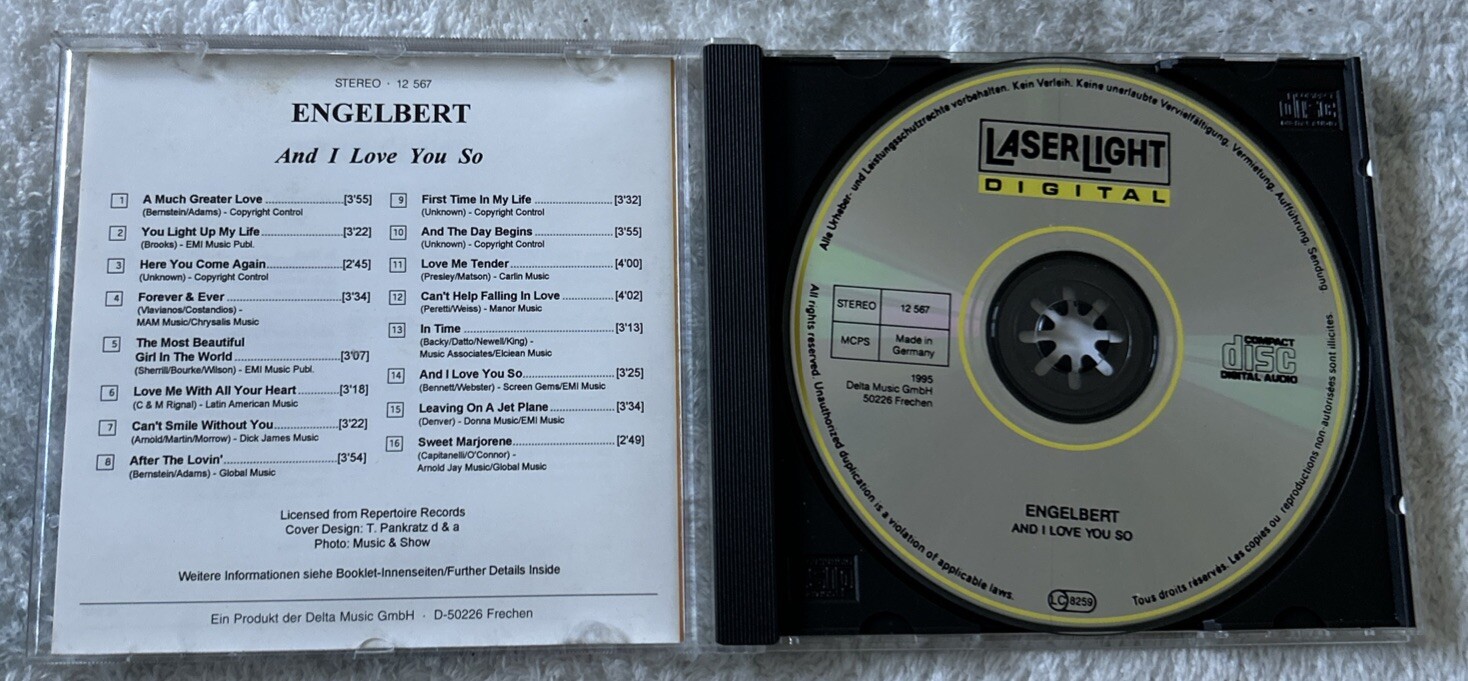 STEREO · 12 567
ENGELBERT
And I Love You So
1 A Much Greater Love ........................[3'55]
(Bernstein/Adams) - Copyright Control
2 You Light Up My Life ........................[3'22]
(Brooks) - EMI Music Publ.
3 Here You Come Again........................[2'45]
(Unknown) - Copyright Control
4 Forever & Ever ........................[3'34]
(Vlavianos/Costandios) -
MAM Music/Chrysalis Music
5 The Most Beautiful
Girl In The World ........................[3'07]
(Sherrill/Bourke/Wilson) - EMI Music Publ.
6 Love Me With All Your Heart ................[3'18]
(C & M Rignal) - Latin American Music
7 Can't Smile Without You........................[3'22]
(Arnold/Martin/Morrow) - Dick James Music
8 After The Lovin'........................[3'54]
(Bernstein/Adams) - Global Music
9 First Time In My Life ........................ [3'32]
(Unknown) - Copyright Control
10 And The Day Begins ........................[3'55]
(Unknown) - Copyright Control
11 Love Me Tender ........................[4'00]
(Presley/Matson) - Carlin Music
12 Can't Help Falling In Love ................[4'02]
(Peretti/Weiss) - Manor Music
13 In Time ........................[3'13]
(Backy/Datto/Newell/King) -
Music Associates/Elciean Music
14 And I Love You So........................[3'25]
(Bennett/Webster) - Screen Gems/EMI Music
15 Leaving On A Jet Plane ........................[3'34]
(Denver) - Donna Music/EMI Music
16 Sweet Marjorene........................ [2'49]
(Capitanelli/O'Connor) -
Arnold Jay Music/Global Music
Licensed from Repertoire Records
Cover Design: T. Pankratz d & a
Photo: Music & Show
Weitere Informationen siehe Booklet-Innenseiten/Further Details Inside
Ein Produkt der Delta Music GmbH · D-50226 Frechen
Alle Urheber- und Leistungsschutzrechte vorbehalten. Kein Verleih. Keine unerlaubte Vervielfältigung, Vermietung, Aufführung, Sendung
LASERLIGHT
DIGITAL
STEREO 12 567
MCPS Made in
Germany
1995
Delta Music GmbH
50226 Frechen
COMPACT
disc
DIGITAL AUDIO
ENGELBERT
AND I LOVE YOU SO
LC 8259
All rights reserved. Unauthorized duplication is a violation of applicable laws.
Tous droits réservés. Les copies ou reproductions non-autorisées sont illicites.
COMPACT
disc
DIGITAL AUDIO